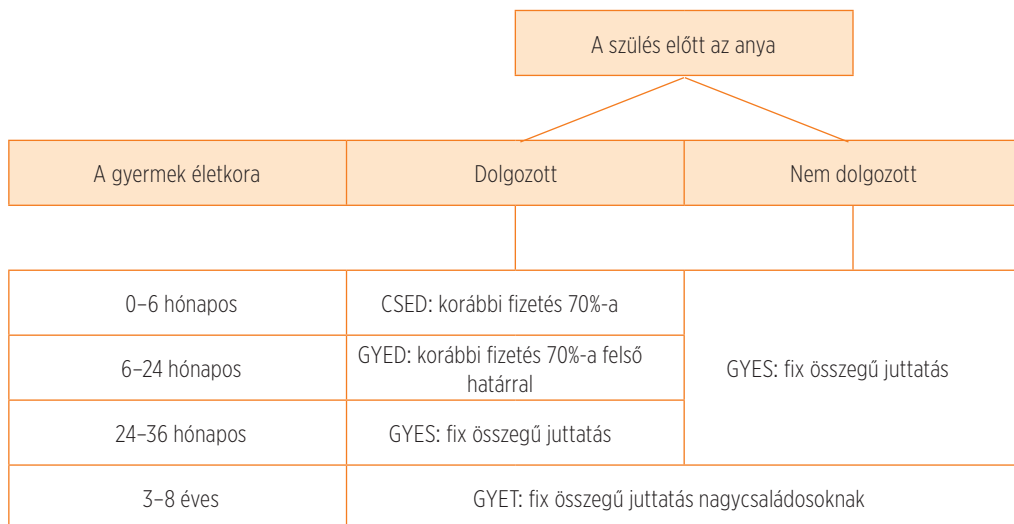 A szülés előtt az anya
A gyermek életkora
Dolgozott
Nem dolgozott
0–6 hónapos
CSED: korábbi fizetés 70%-a
6–24 hónapos
GYED: korábbi fizetés 70%-a felső
határral
GYES: fix összegű juttatás
24–36 hónapos
GYES: fix összegű juttatás
3–8 éves
GYET: fix összegű juttatás nagycsaládosoknak